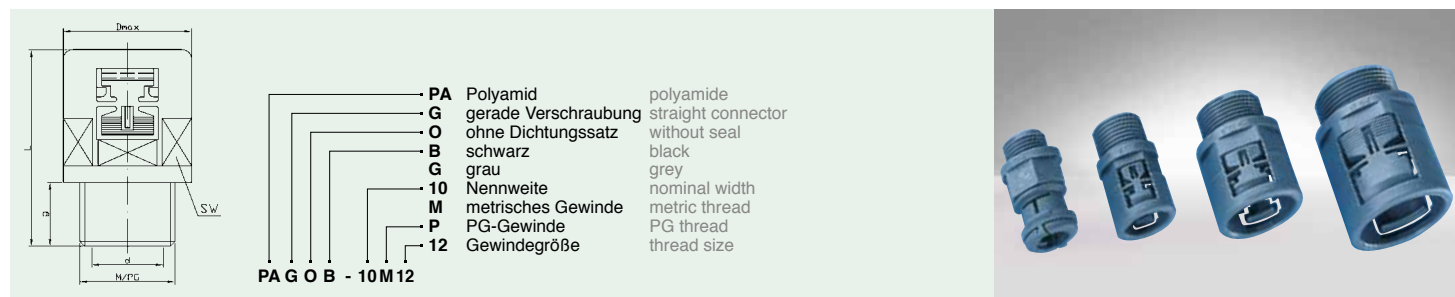 Dmax
L
a
SW
d
M/PG
PA Polyamid polyamide
G gerade Verschraubung straight connector
O ohne Dichtungssatz without seal
B schwarz black
G grau grey
10 Nennweite nominal width
M metrisches Gewinde metric thread
P PG-Gewinde PG thread
12 Gewindegröße thread size
PA G O B - 10 M 12